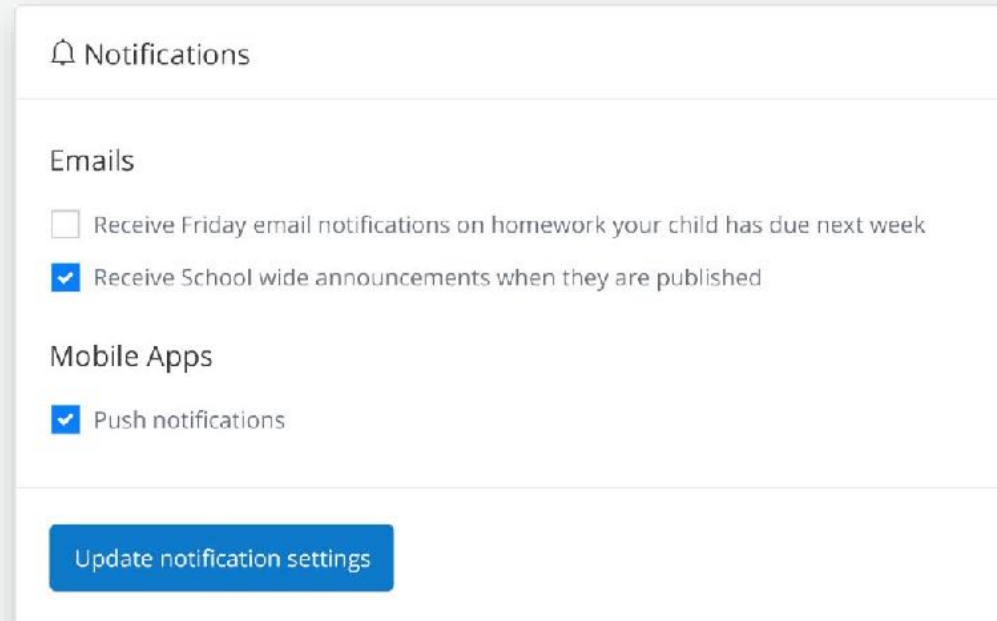 Notifications
Emails
Receive Friday email notifications on homework your child has due next week
Receive School wide announcements when they are published
Mobile Apps
Push notifications
Update notification settings